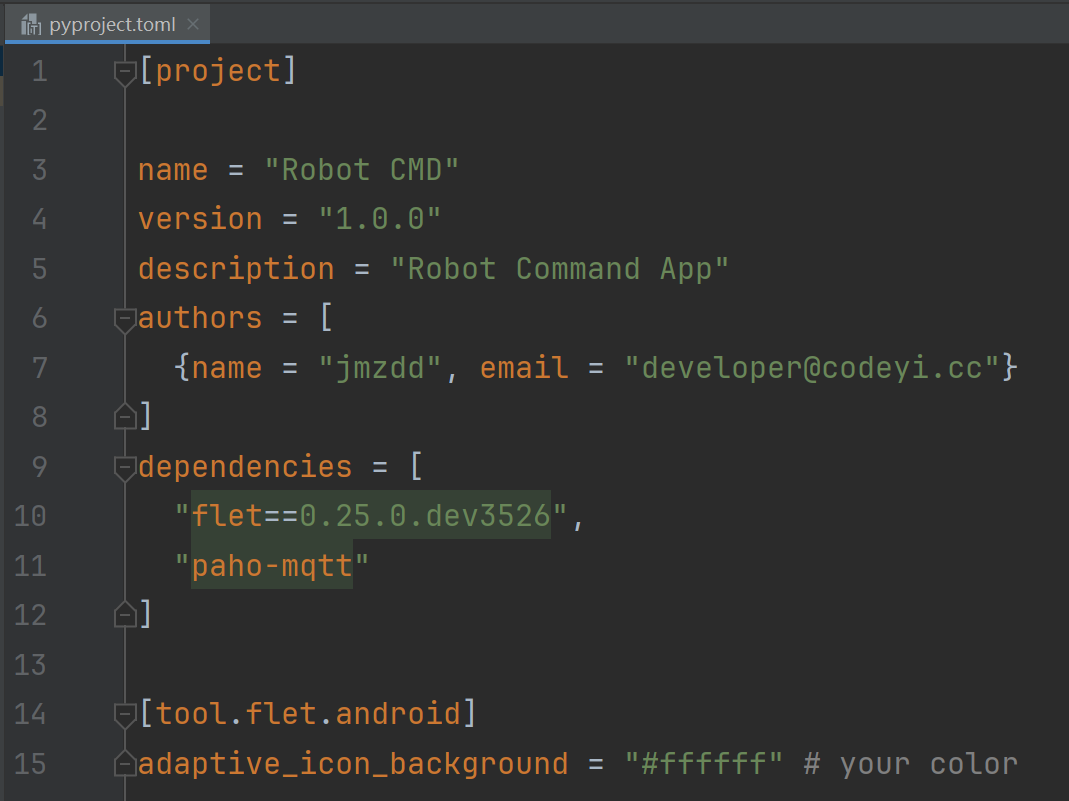 pyproject.toml
1 [project]
2
3 name = "Robot CMD"
4 version = "1.0.0"
5 description = "Robot Command App"
6 authors = [
7   {name = "jmzdd", email = "developer@codeyi.cc"}
8 ]
9 dependencies = [
10   "flet==0.25.0.dev3526",
11   "paho-mqtt"
12 ]
13
14 [tool.flet.android]
15 adaptive_icon_background = "#ffffff" # your color